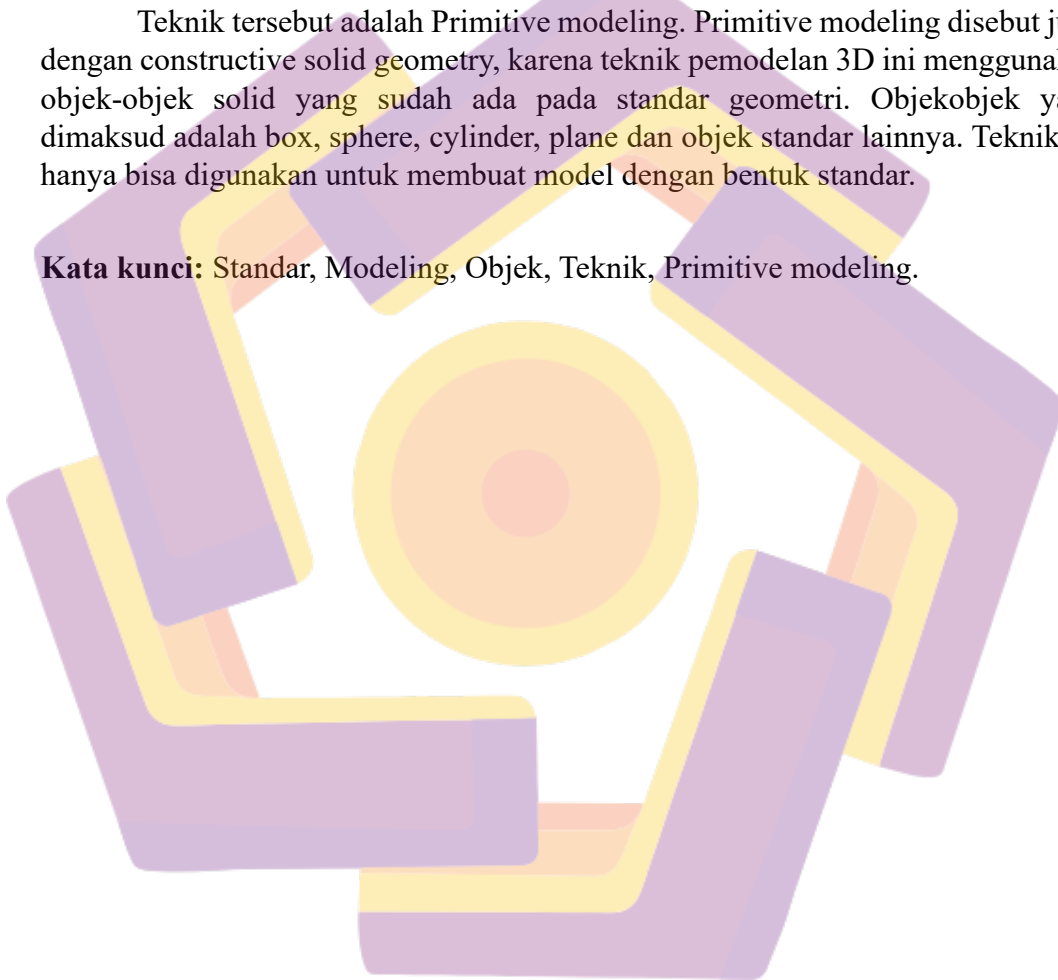 Teknik tersebut adalah Primitive modeling. Primitive modeling disebut
dengan constructive solid geometry, karena teknik pemodelan 3D ini
objek-objek solid yang sudah ada pada standar geometri. Objekobjek
dimaksud adalah box, sphere, cylinder, plane dan objek standar lainnya. Teknik
hanya bisa digunakan untuk membuat model dengan bentuk standar.
Kata kunci: Standar, Modeling, Objek, Teknik, Primitive modeling.